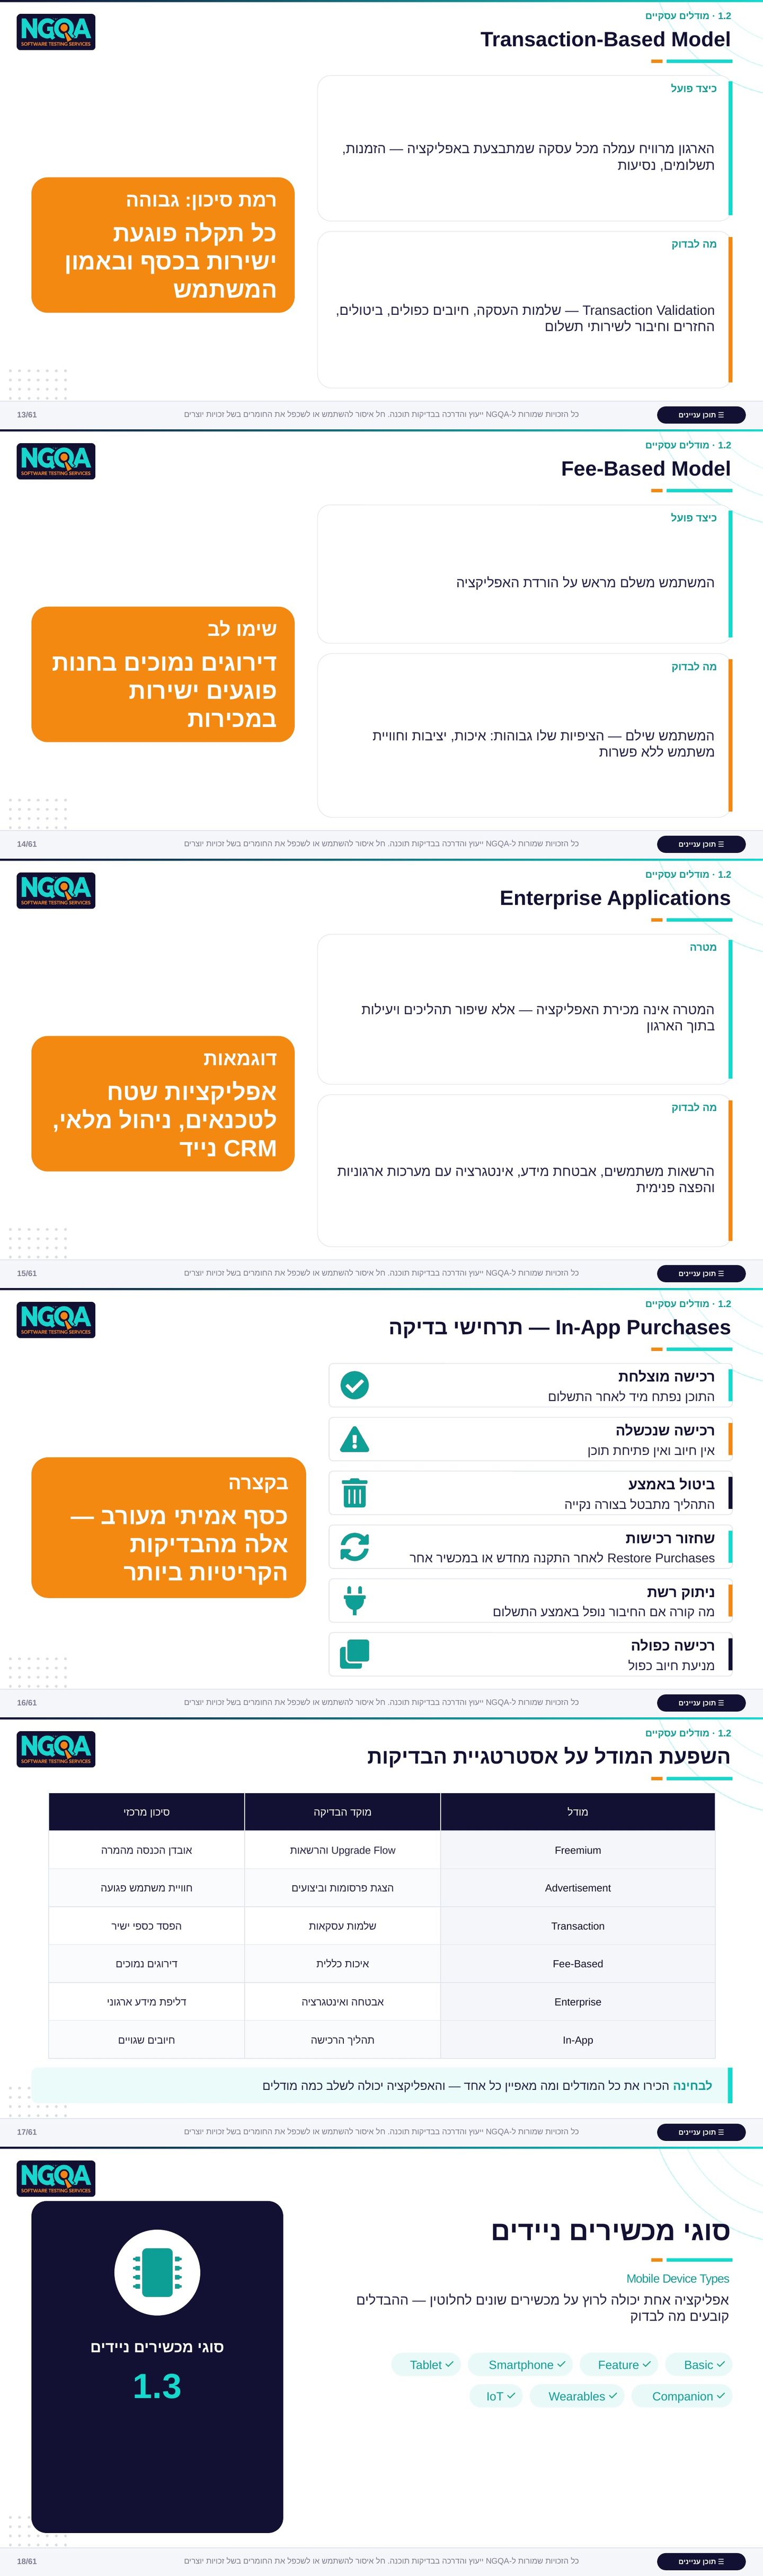 NGQA
SOFTWARE TESTING SERVICES
1.2 · מודלים עסקיים
Transaction-Based Model
כיצד פועל
הארגון מרוויח עמלה מכל עסקה שמתבצעת באפליקציה — הזמנות,
תשלומים, נסיעות
מה לבדוק
Transaction Validation — שלמות העסקה, חיובים כפולים, ביטולים,
החזרים וחיבור לשירותי תשלום
רמת סיכון: גבוהה
כל תקלה פוגעת
ישירות בכסף ובאמון
המשתמש
☰ תוכן עניינים
כל הזכויות שמורות ל-NGQA ייעוץ והדרכה בבדיקות תוכנה. חל איסור להשתמש או לשכפל את החומרים בשל זכויות יוצרים
13/61
NGQA
SOFTWARE TESTING SERVICES
1.2 · מודלים עסקיים
Fee-Based Model
כיצד פועל
המשתמש משלם מראש על הורדת האפליקציה
מה לבדוק
המשתמש שילם — הציפיות שלו גבוהות: איכות, יציבות וחוויית
משתמש ללא פשרות
שימו לב
דירוגים נמוכים בחנות
פוגעים ישירות
במכירות
☰ תוכן עניינים
כל הזכויות שמורות ל-NGQA ייעוץ והדרכה בבדיקות תוכנה. חל איסור להשתמש או לשכפל את החומרים בשל זכויות יוצרים
14/61
NGQA
SOFTWARE TESTING SERVICES
1.2 · מודלים עסקיים
Enterprise Applications
מטרה
המטרה אינה מכירת האפליקציה — אלא שיפור תהליכים ויעילות
בתוך הארגון
מה לבדוק
הרשאות משתמשים, אבטחת מידע, אינטגרציה עם מערכות ארגוניות
והפצה פנימית
דוגמאות
אפליקציות שטח
לטכנאים, ניהול מלאי,
CRM נייד
☰ תוכן עניינים
כל הזכויות שמורות ל-NGQA ייעוץ והדרכה בבדיקות תוכנה. חל איסור להשתמש או לשכפל את החומרים בשל זכויות יוצרים
15/61
NGQA
SOFTWARE TESTING SERVICES
1.2 · מודלים עסקיים
In-App Purchases — תרחישי בדיקה
רכישה מוצלחת
התוכן נפתח מיד לאחר התשלום
רכישה שנכשלה
אין חיוב ואין פתיחת תוכן
ביטול באמצע
התהליך מתבטל בצורה נקייה
שחזור רכישות
Restore Purchases לאחר התקנה מחדש או במכשיר אחר
ניתוק רשת
מה קורה אם החיבור נופל באמצע התשלום
רכישה כפולה
מניעת חיוב כפול
בקצרה
כסף אמיתי מעורב —
אלה מהבדיקות
הקריטיות ביותר
☰ תוכן עניינים
כל הזכויות שמורות ל-NGQA ייעוץ והדרכה בבדיקות תוכנה. חל איסור להשתמש או לשכפל את החומרים בשל זכויות יוצרים
16/61
NGQA
SOFTWARE TESTING SERVICES
1.2 · מודלים עסקיים
השפעת המודל על אסטרטגיית הבדיקות
מודל מוקד הבדיקה סיכון מרכזי
Freemium Upgrade Flow והרשאות אובדן הכנסה מהמרה
Advertisement הצגת פרסומות וביצועים חוויית משתמש פגועה
Transaction שלמות עסקאות הפסד כספי ישיר
Fee-Based איכות כללית דירוגים נמוכים
Enterprise אבטחה ואינטגרציה דליפת מידע ארגוני
In-App תהליך הרכישה חיובים שגויים
לבחינה הכירו את כל המודלים ומה מאפיין כל אחד — והאפליקציה יכולה לשלב כמה מודלים
☰ תוכן עניינים
כל הזכויות שמורות ל-NGQA ייעוץ והדרכה בבדיקות תוכנה. חל איסור להשתמש או לשכפל את החומרים בשל זכויות יוצרים
17/61
NGQA
SOFTWARE TESTING SERVICES
סוגי מכשירים ניידים
Mobile Device Types
אפליקציה אחת יכולה לרוץ על מכשירים שונים לחלוטין — ההבדלים
קובעים מה לבדוק
✓ Basic ✓ Feature ✓ Smartphone ✓ Tablet
✓ Companion ✓ Wearables ✓ IoT
סוגי מכשירים ניידים
1.3
☰ תוכן עניינים
כל הזכויות שמורות ל-NGQA ייעוץ והדרכה בבדיקות תוכנה. חל איסור להשתמש או לשכפל את החומרים בשל זכויות יוצרים
18/61